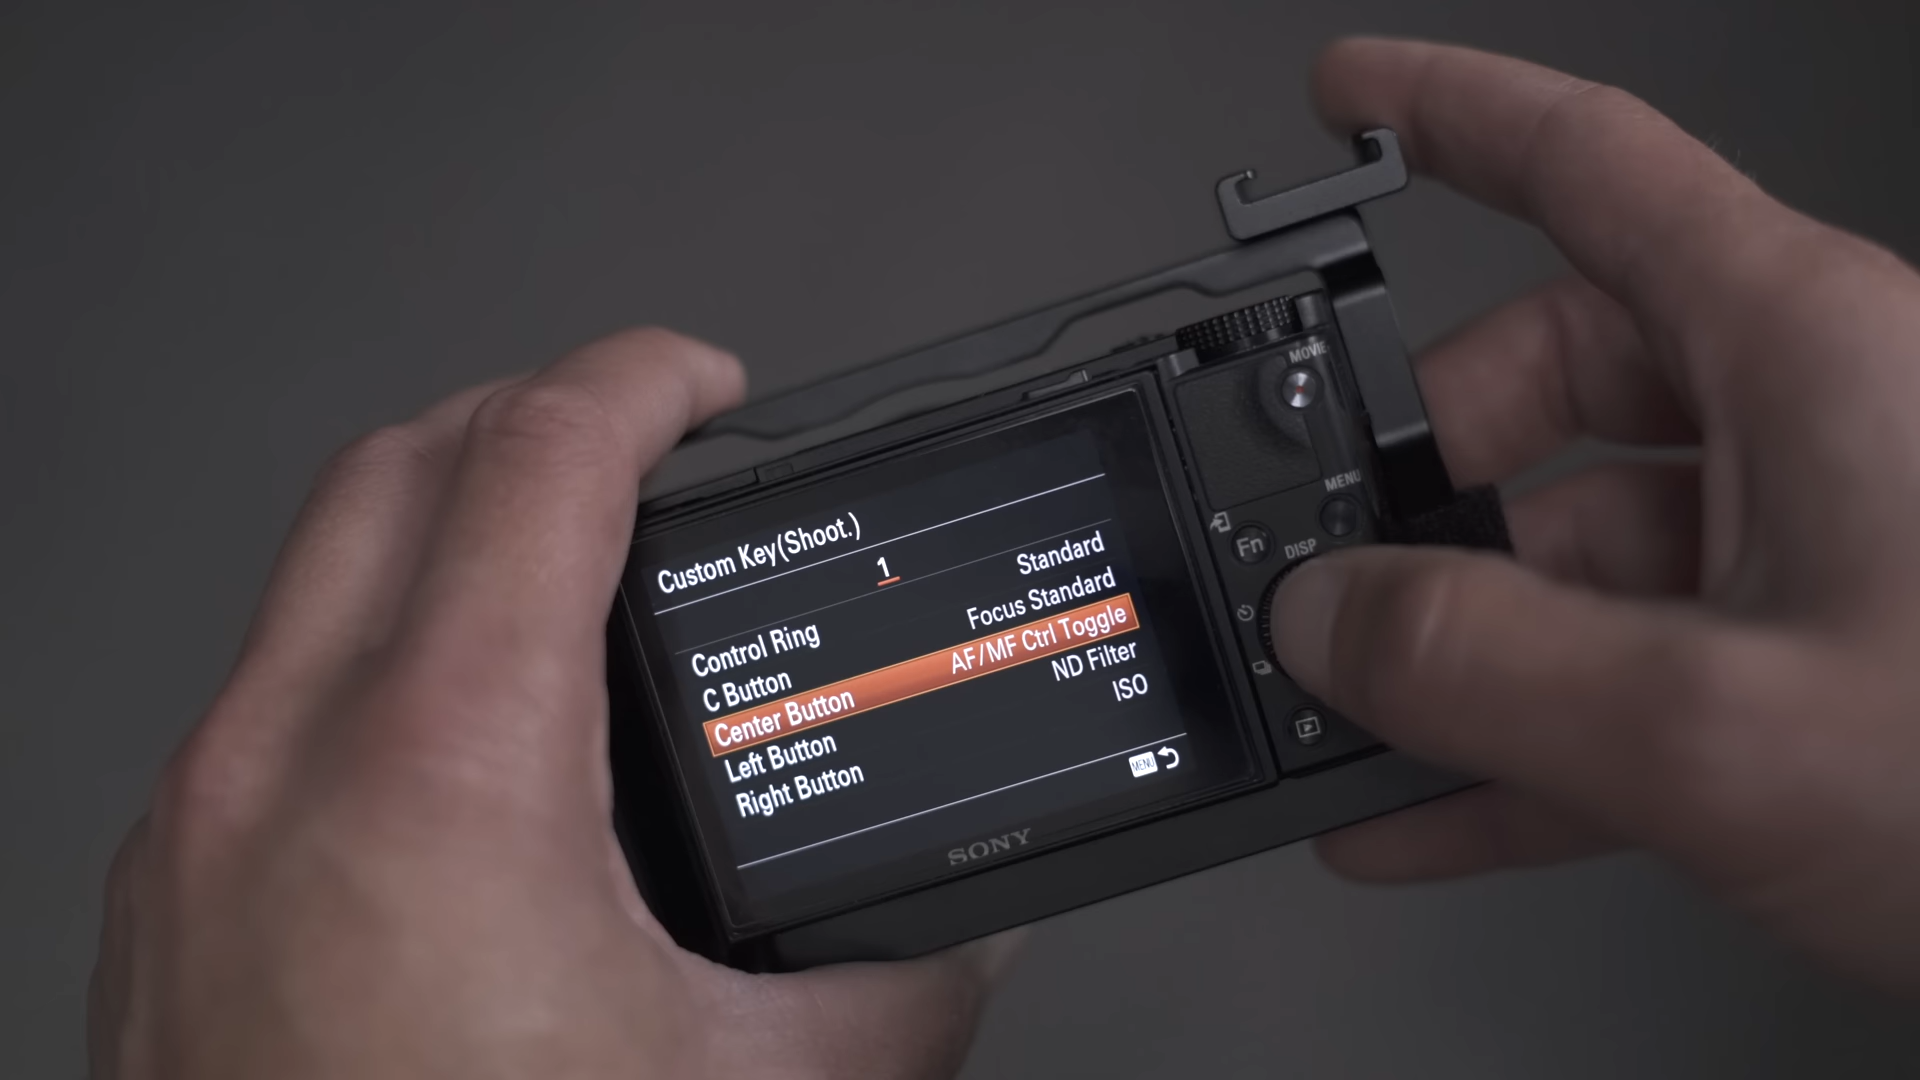 Custom Key(Shoot.)
1
Control Ring Standard
C Button Focus Standard
Center Button AF/MF Ctrl Toggle
Left Button ND Filter
Right Button ISO
MENU
SONY
MOVIE
MENU
Fn
DISP